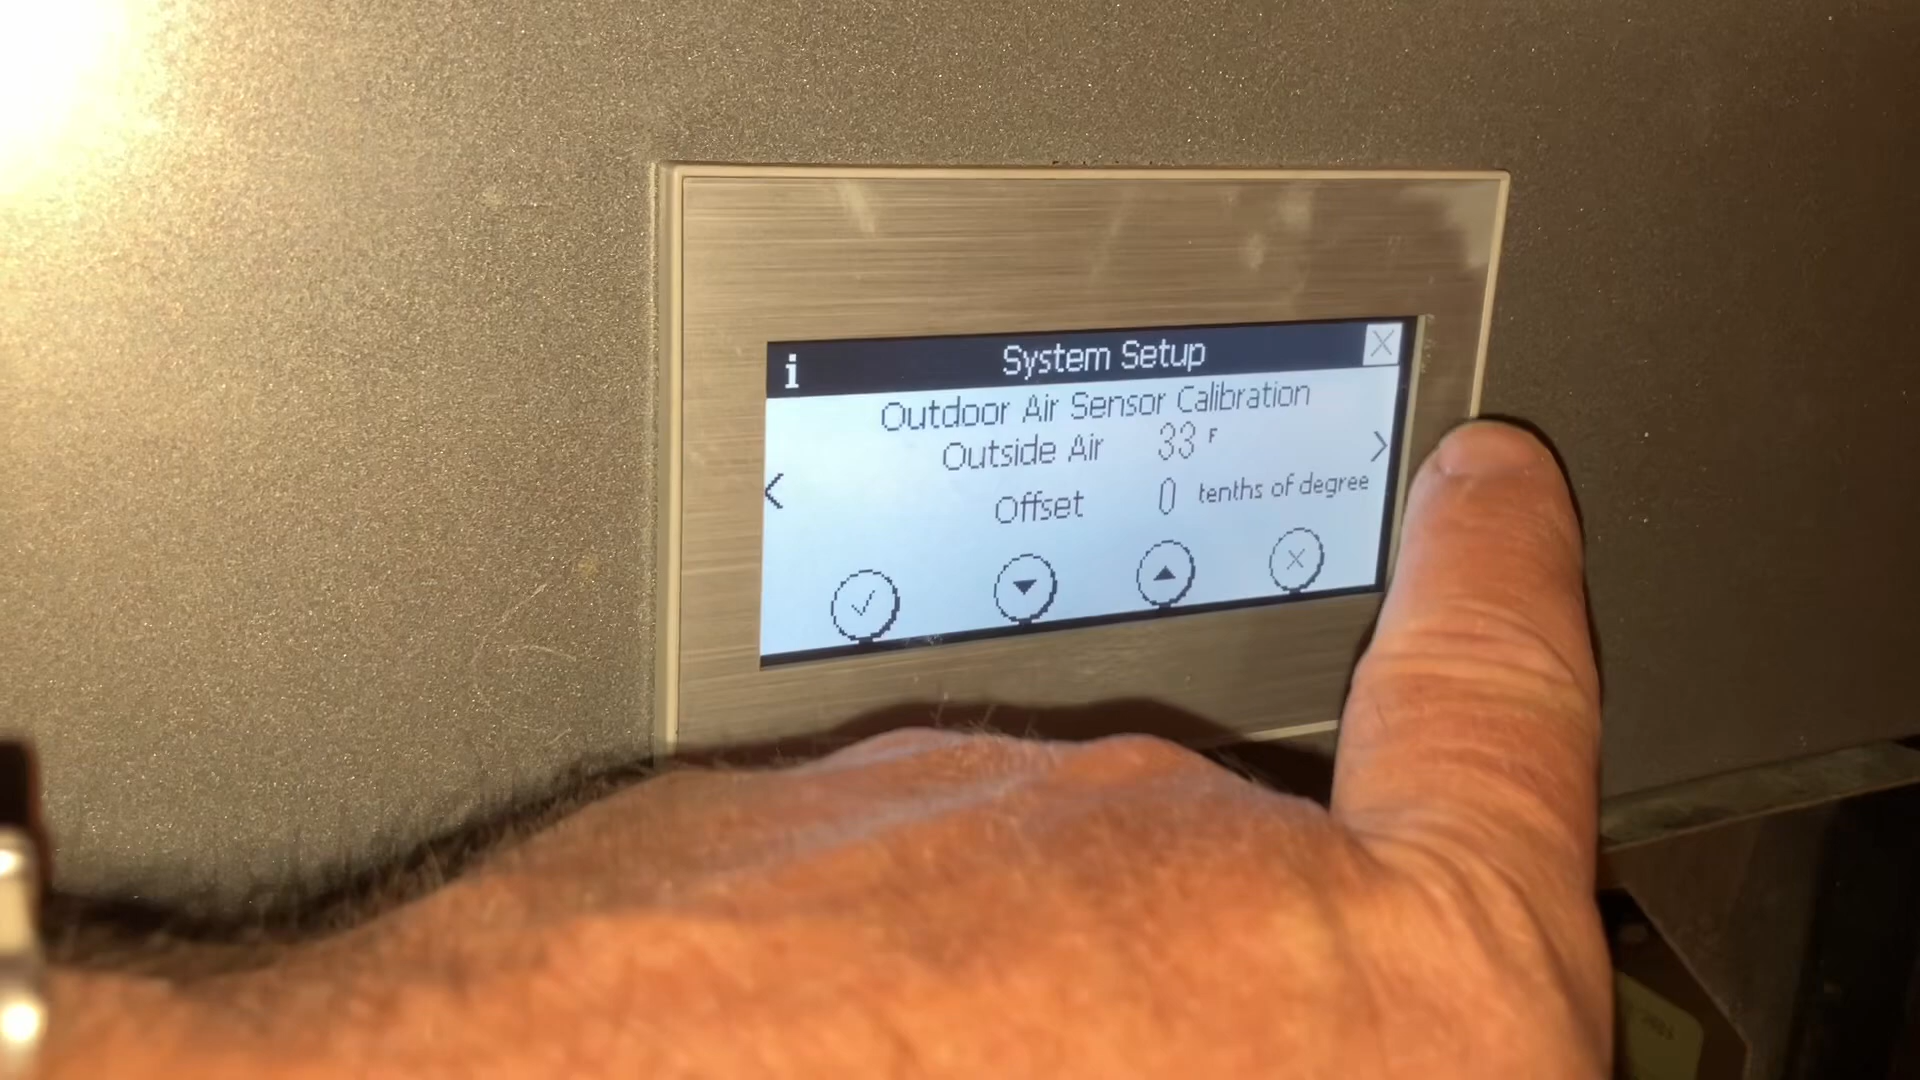 i System Setup X
Outdoor Air Sensor Calibration
Outside Air 33 F
Offset 0 tenths of degree